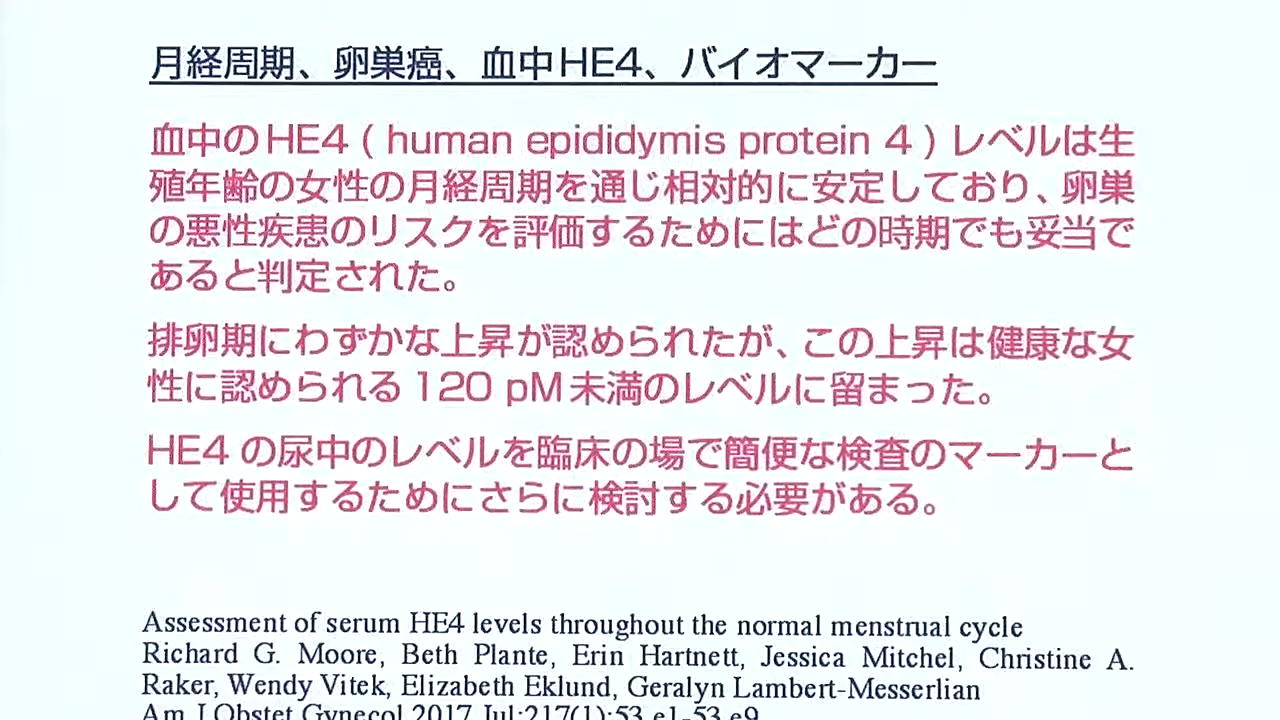 月経周期、卵巣癌、血中HE4、バイオマーカー
血中のHE4 ( human epididymis protein 4 ) レベルは生
殖年齢の女性の月経周期を通じ相対的に安定しており、卵巣
の悪性疾患のリスクを評価するためにはどの時期でも妥当で
あると判定された。
排卵期にわずかな上昇が認められたが、この上昇は健康な女
性に認められる 120 pM 未満のレベルに留まった。
HE4 の尿中のレベルを臨床の場で簡便な検査のマーカーと
して使用するためにさらに検討する必要がある。
Assessment of serum HE4 levels throughout the normal menstrual cycle
Richard G. Moore, Beth Plante, Erin Hartnett, Jessica Mitchel, Christine A.
Raker, Wendy Vitek, Elizabeth Eklund, Geralyn Lambert-Messerlian
Am J Obstet Gynecol 2017 Jul;217(1):53.e1-53.e9